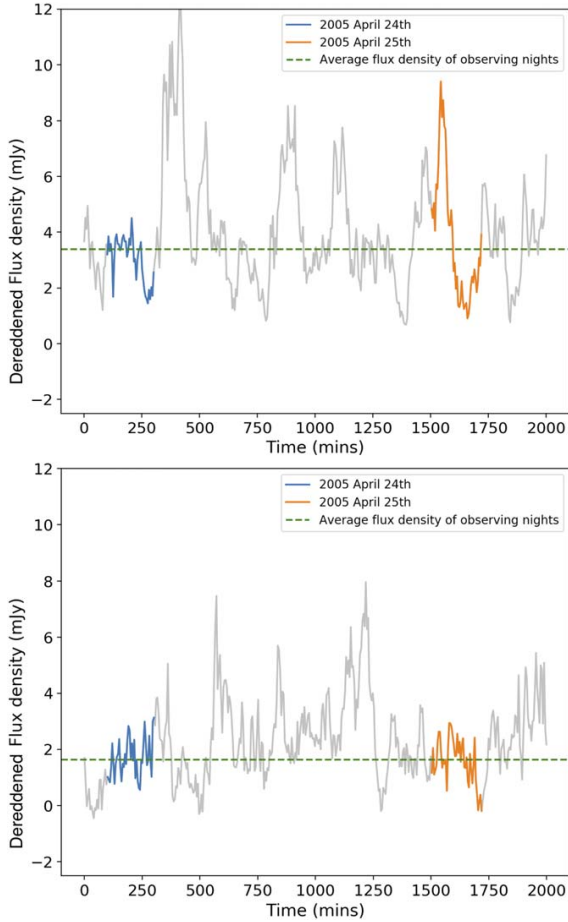 12
10
8
6
4
2
0
−2
Dereddened Flux density (mJy)
2005 April 24th
2005 April 25th
Average flux density of observing nights
0 250 500 750 1000 1250 1500 1750 2000
Time (mins)
12
10
8
6
4
2
0
−2
Dereddened Flux density (mJy)
2005 April 24th
2005 April 25th
Average flux density of observing nights
0 250 500 750 1000 1250 1500 1750 2000
Time (mins)